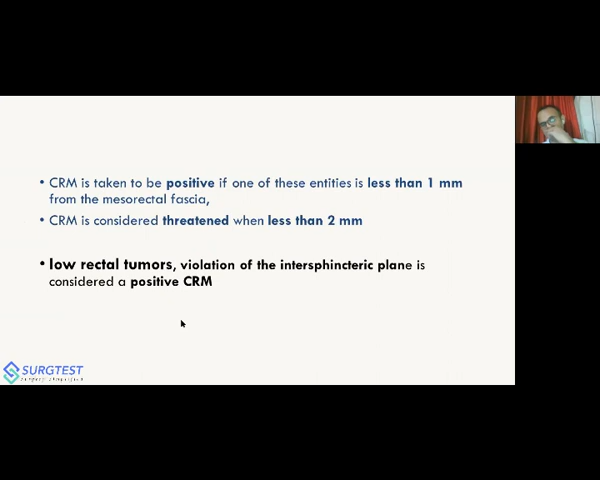 • CRM is taken to be positive if one of these entities is less than 1 mm
from the mesorectal fascia,
• CRM is considered threatened when less than 2 mm
• low rectal tumors, violation of the intersphincteric plane is
considered a positive CRM
SURGTEST